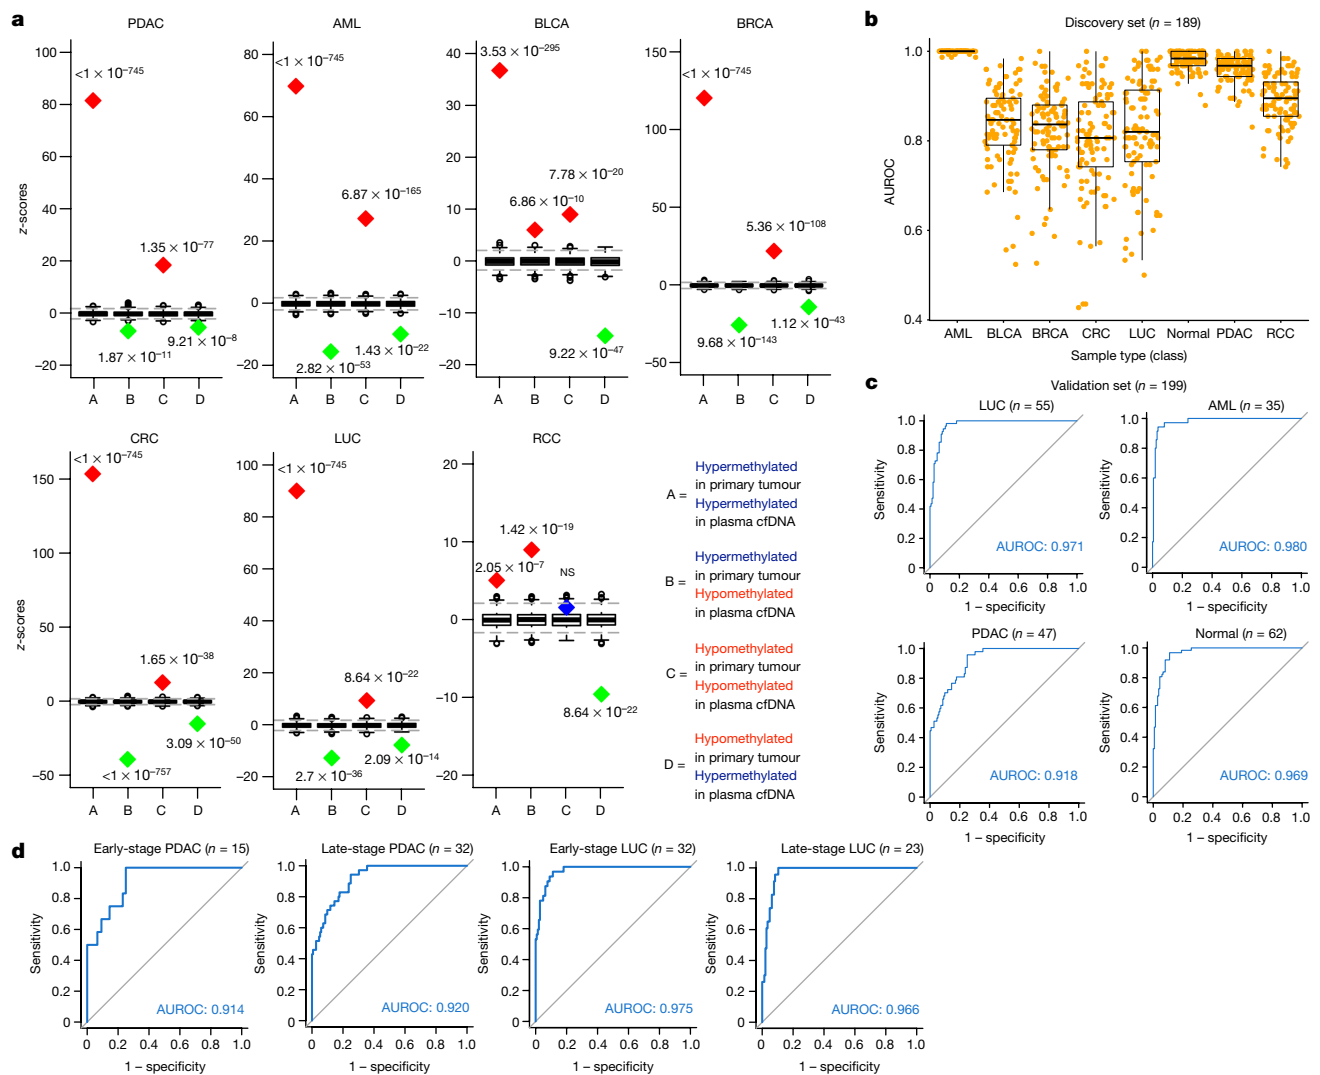 a
PDAC
AML
BLCA
BRCA
z-scores
100
80
60
40
20
0
−20
<1 × 10−745
1.87 × 10−11
1.35 × 10−77
9.21 × 10−8
A B C D
80
60
40
20
0
−20
<1 × 10−745
2.82 × 10−53
6.87 × 10−165
1.43 × 10−22
A B C D
40
30
20
10
0
−10
−20
3.53 × 10−295
6.86 × 10−10
7.78 × 10−20
9.22 × 10−47
A B C D
150
100
50
0
−50
<1 × 10−745
9.68 × 10−143
5.36 × 10−108
1.12 × 10−43
A B C D
CRC
LUC
RCC
z-scores
150
100
50
0
−50
<1 × 10−745
<1 × 10−757
1.65 × 10−38
3.09 × 10−50
A B C D
100
80
60
40
20
0
−20
<1 × 10−745
2.7 × 10−36
8.64 × 10−22
2.09 × 10−14
A B C D
20
10
0
−10
−20
2.05 × 10−7
1.42 × 10−19
NS
8.64 × 10−22
A B C D
A =
Hypermethylated
in primary tumour
Hypermethylated
in plasma cfDNA
B =
Hypermethylated
in primary tumour
Hypomethylated
in plasma cfDNA
C =
Hypomethylated
in primary tumour
Hypomethylated
in plasma cfDNA
D =
Hypomethylated
in primary tumour
Hypermethylated
in plasma cfDNA
b
Discovery set (n = 189)
AUROC
1.0
0.8
0.6
0.4
AML BLCA BRCA CRC LUC Normal PDAC RCC
Sample type (class)
c
Validation set (n = 199)
LUC (n = 55)
Sensitivity
1.0
0.8
0.6
0.4
0.2
0
AUROC: 0.971
0 0.2 0.4 0.6 0.8 1.0
1 − specificity
AML (n = 35)
Sensitivity
1.0
0.8
0.6
0.4
0.2
0
AUROC: 0.980
0 0.2 0.4 0.6 0.8 1.0
1 − specificity
PDAC (n = 47)
Sensitivity
1.0
0.8
0.6
0.4
0.2
0
AUROC: 0.918
0 0.2 0.4 0.6 0.8 1.0
1 − specificity
Normal (n = 62)
Sensitivity
1.0
0.8
0.6
0.4
0.2
0
AUROC: 0.969
0 0.2 0.4 0.6 0.8 1.0
1 − specificity
d
Early-stage PDAC (n = 15)
Sensitivity
1.0
0.8
0.6
0.4
0.2
0
AUROC: 0.914
0 0.2 0.4 0.6 0.8 1.0
1 − specificity
Late-stage PDAC (n = 32)
Sensitivity
1.0
0.8
0.6
0.4
0.2
0
AUROC: 0.920
0 0.2 0.4 0.6 0.8 1.0
1 − specificity
Early-stage LUC (n = 32)
Sensitivity
1.0
0.8
0.6
0.4
0.2
0
AUROC: 0.975
0 0.2 0.4 0.6 0.8 1.0
1 − specificity
Late-stage LUC (n = 23)
Sensitivity
1.0
0.8
0.6
0.4
0.2
0
AUROC: 0.966
0 0.2 0.4 0.6 0.8 1.0
1 − specificity